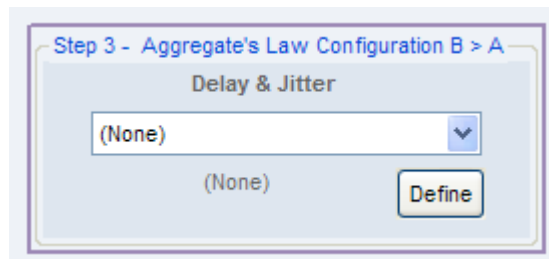 Step 3 - Aggregate's Law Configuration B > A
Delay & Jitter
(None)
(None)
Define